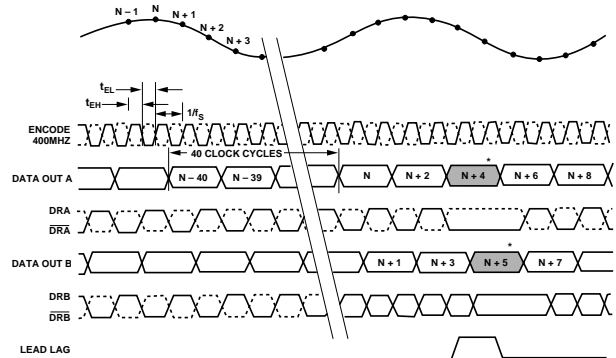 N – 1 N N + 1
N + 2
N + 3
tEL
tEH
1/fS
ENCODE
400MHZ
40 CLOCK CYCLES
DATA OUT A
N – 40 N – 39 N N + 2 N + 4 * N + 6 N + 8
DRA
DRA
DATA OUT B
N + 1 N + 3 N + 5 * N + 7
DRB
DRB
LEAD LAG